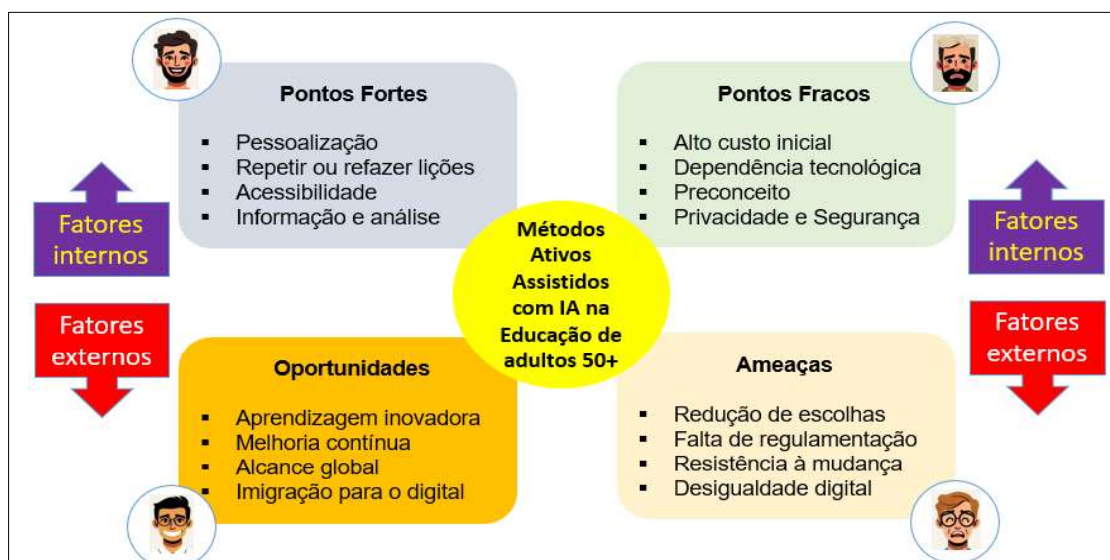 Pontos Fortes
▪ Pessoalização
▪ Repetir ou refazer lições
▪ Acessibilidade
▪ Informação e análise
Pontos Fracos
▪ Alto custo inicial
▪ Dependência tecnológica
▪ Preconceito
▪ Privacidade e Segurança
Fatores
internos
Fatores
externos
Métodos
Ativos
Assistidos
com IA na
Educação de
adultos 50+
Fatores
internos
Fatores
externos
Oportunidades
▪ Aprendizagem inovadora
▪ Melhoria contínua
▪ Alcance global
▪ Imigração para o digital
Ameaças
▪ Redução de escolhas
▪ Falta de regulamentação
▪ Resistência à mudança
▪ Desigualdade digital